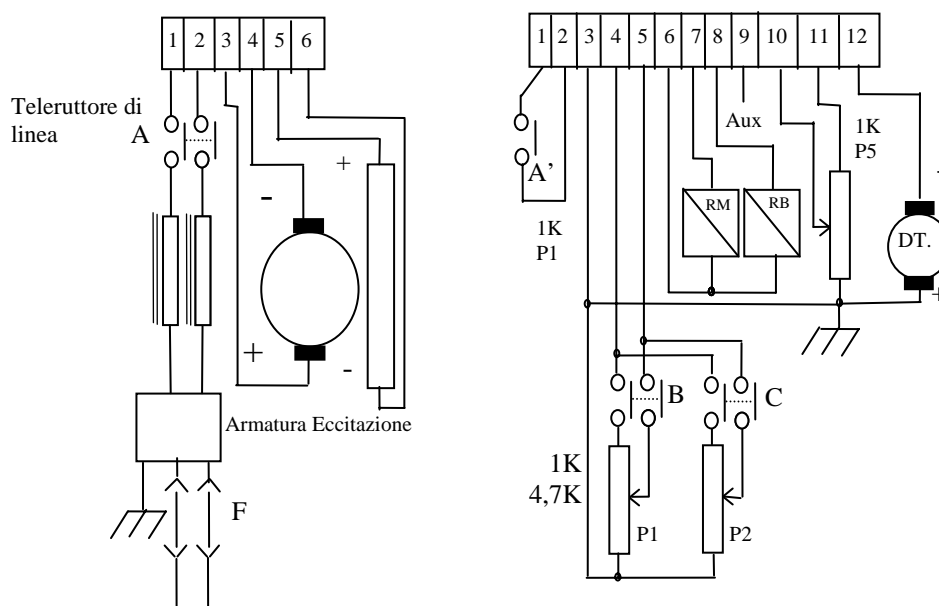 1 2 3 4 5 6
1 2 3 4 5 6 7 8 9 10 11 12
Teleruttore di
linea
A
+
-
+
-
Armatura Eccitazione
F
A'
1K
P1
Aux
RM
RB
1K
P5
DT.
-
+
B
C
1K
4,7K
P1
P2